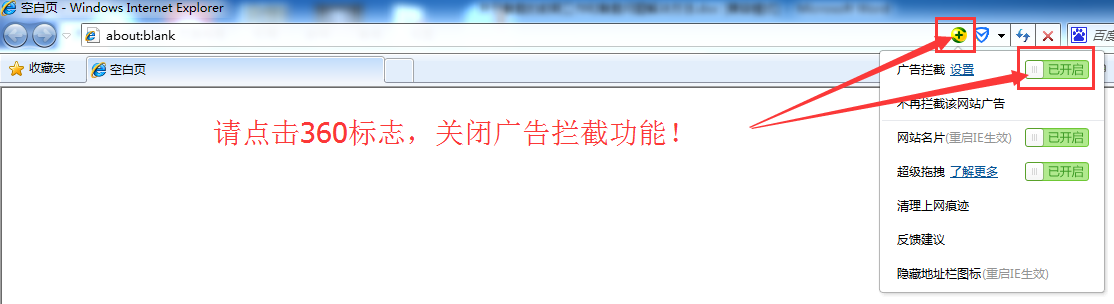 空白页 - Windows Internet Explorer
about:blank
百度
收藏夹
空白页
广告拦截 设置
已开启
不再拦截该网站广告
请点击360标志，关闭广告拦截功能！
网站名片(重启IE生效)
已开启
超级拖拽 了解更多
已开启
清理上网痕迹
反馈建议
隐藏地址栏图标(重启IE生效)